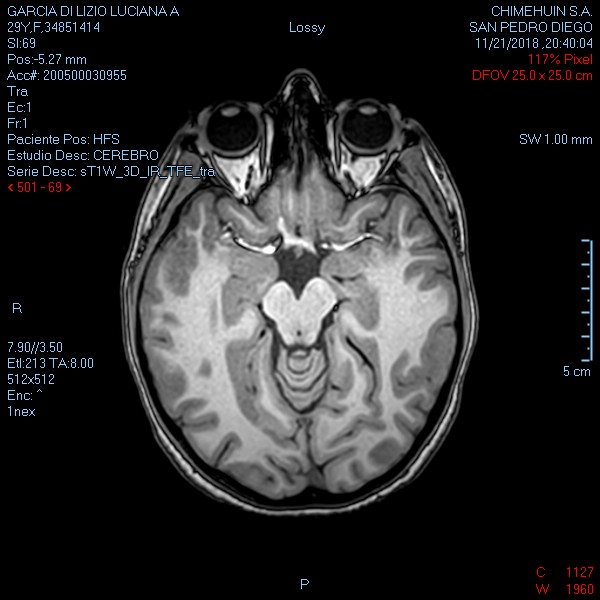 GARCIA DI LIZIO LUCIANA A
29Y,F,34851414
Sl:69
Pos:-5.27 mm
Acc#: 200500030955
Tra
Ec:1
Fr:1
Paciente Pos: HFS
Estudio Desc: CEREBRO
Serie Desc: sT1W_3D_IR_TFE_tra
< 501 - 69 >
Lossy
CHIMEHUIN S.A.
SAN PEDRO DIEGO
11/21/2018 ,20:40:04
117% Pixel
DFOV 25.0 x 25.0 cm
SW 1.00 mm
R
5 cm
7.90//3.50
Etl:213 TA:8.00
512x512
Enc: ^
1nex
P
C 1127
W 1960